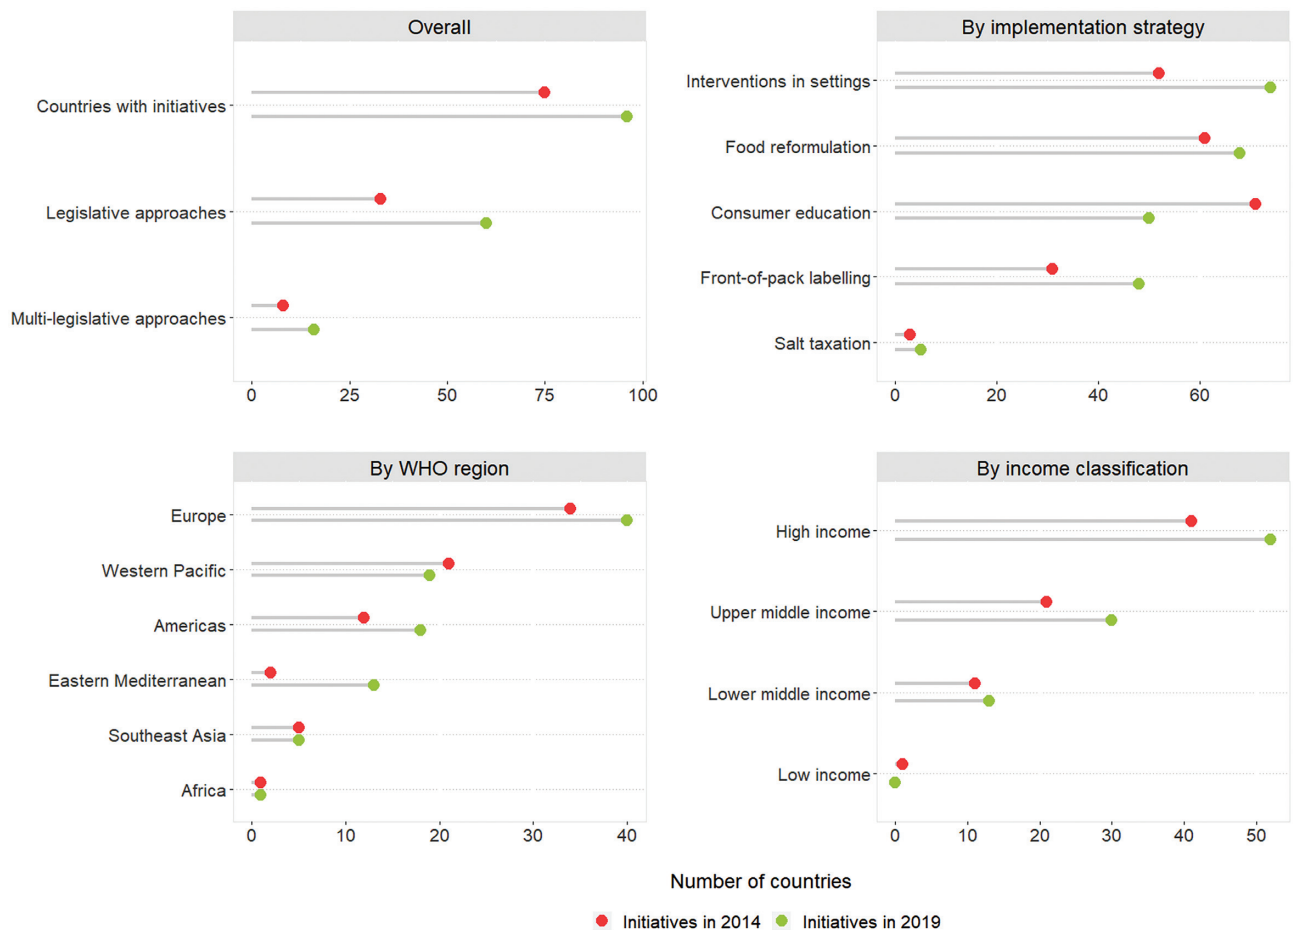 Overall
Countries with initiatives
Legislative approaches
Multi-legislative approaches
0 25 50 75 100
By implementation strategy
Interventions in settings
Food reformulation
Consumer education
Front-of-pack labelling
Salt taxation
0 20 40 60
By WHO region
Europe
Western Pacific
Americas
Eastern Mediterranean
Southeast Asia
Africa
0 10 20 30 40
By income classification
High income
Upper middle income
Lower middle income
Low income
0 10 20 30 40 50
Number of countries
Initiatives in 2014 Initiatives in 2019